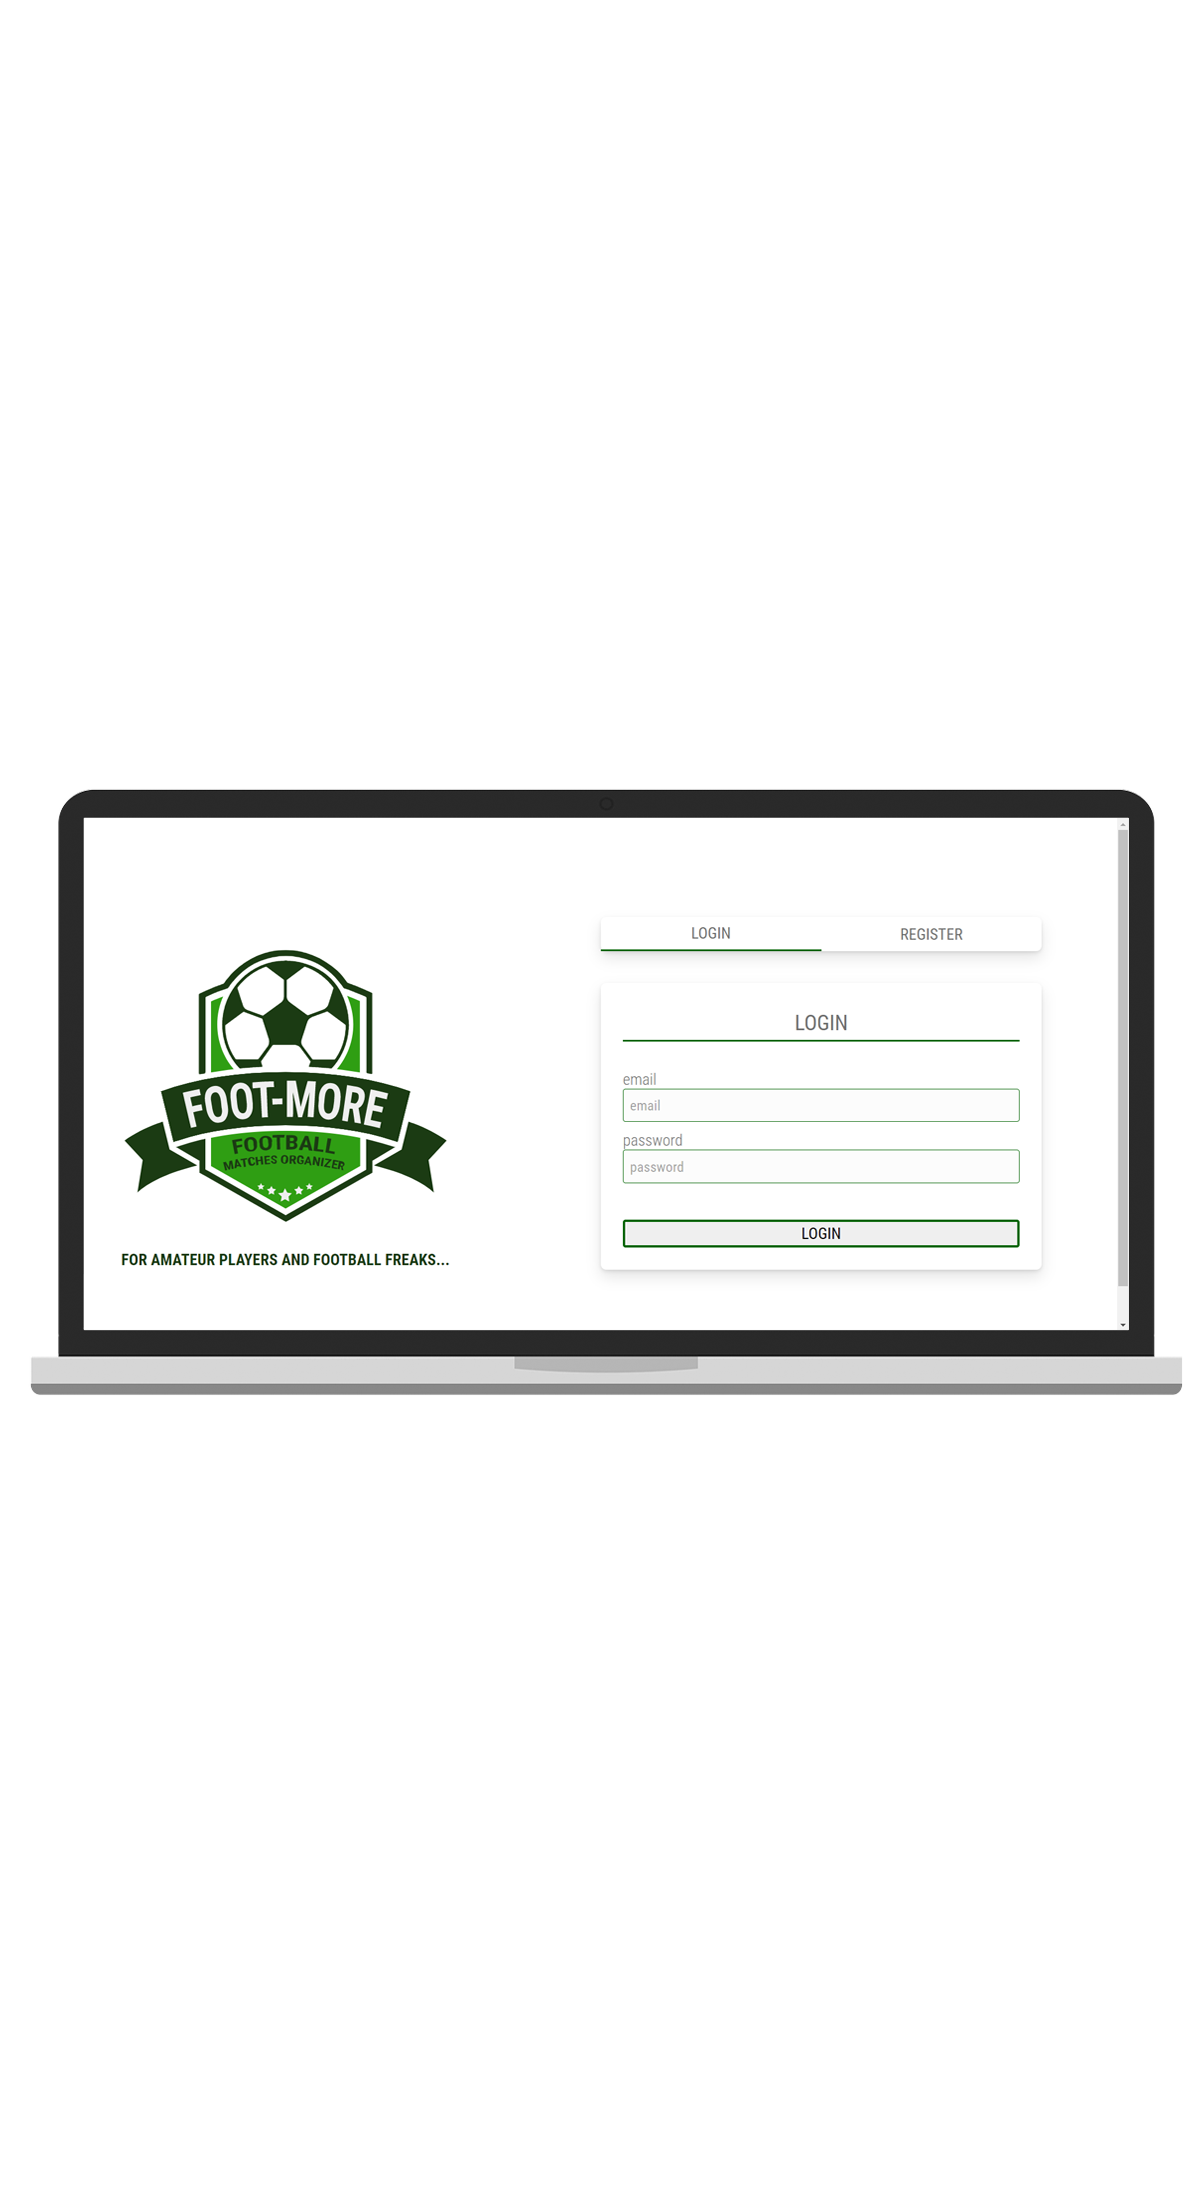 FOOT-MORE
FOOTBALL
MATCHES ORGANIZER
FOR AMATEUR PLAYERS AND FOOTBALL FREAKS...
LOGIN
REGISTER
LOGIN
email
email
password
password
LOGIN